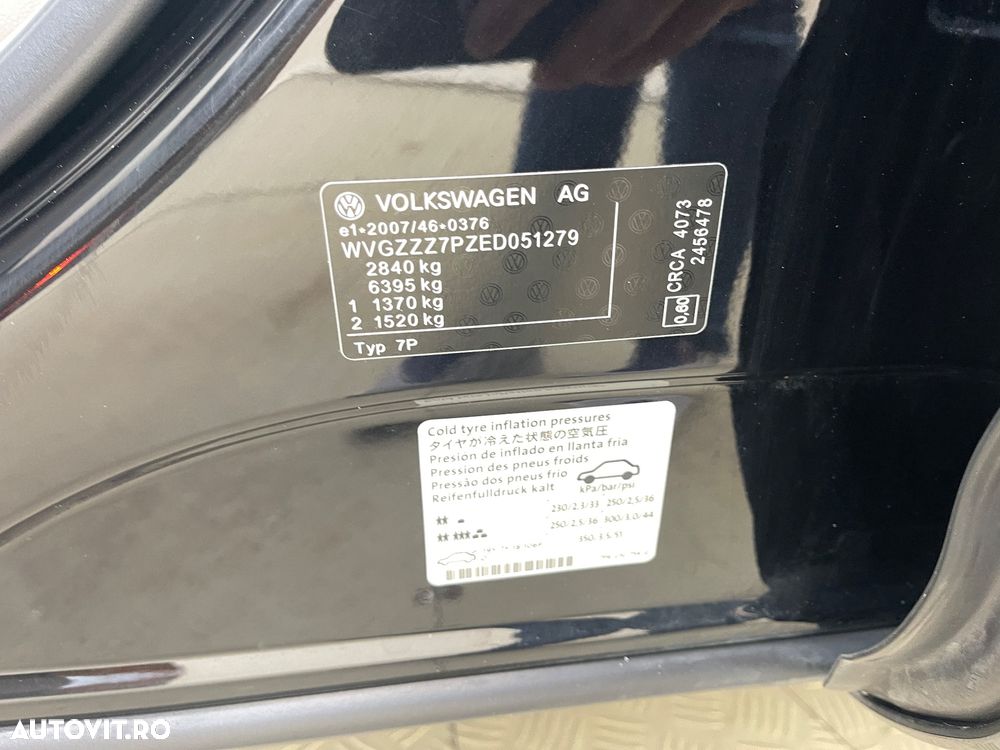 VOLKSWAGEN AG
e1*2007/46*0376
WVGZZZ7PZED051279
2840 kg
6395 kg
1 1370 kg
2 1520 kg
Typ 7P
0,60 CRCA 4073
2456478
Cold tyre inflation pressures
タイヤか冷えた状態の空気圧
Presion de inflado en llanta fria
Pression des pneus froids
Pressão dos pneus frio
Reifenfulldruck kalt
kPa/bar/psi
230/2,3/33 250/2,5/36
250/2,5/36 300/3,0/44
350/3,5/51
AUTOVIT.RO